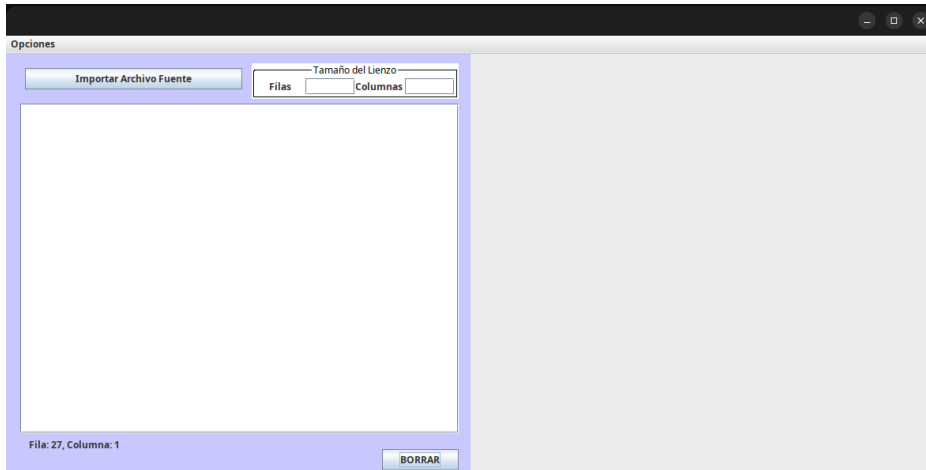 Opciones
Importar Archivo Fuente
Tamaño del Lienzo
Filas Columnas
Fila: 27, Columna: 1
BORRAR